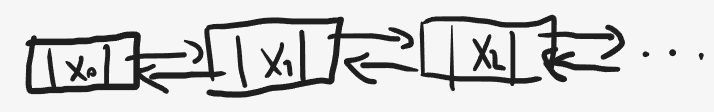 x₀ x₁ x₂ ...